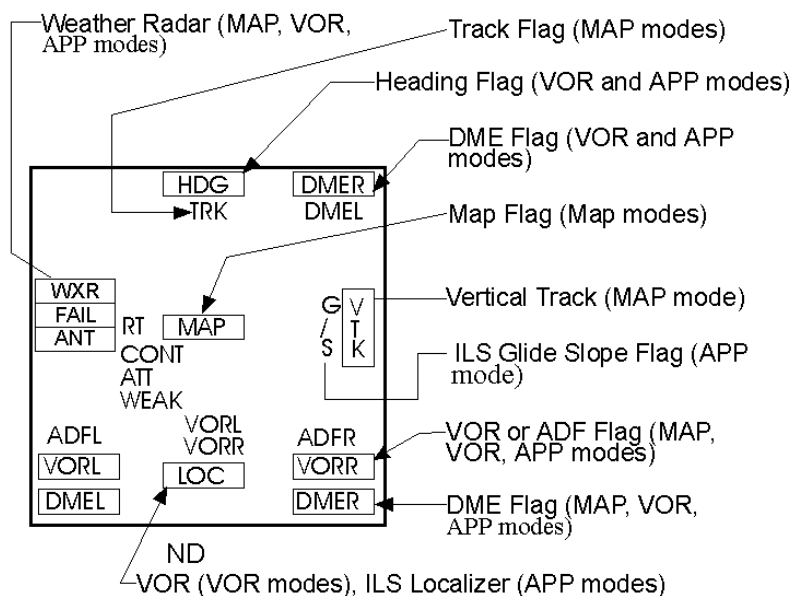 Weather Radar (MAP, VOR,
APP modes)
Track Flag (MAP modes)
Heading Flag (VOR and APP modes)
DME Flag (VOR and APP
modes)
HDG
DMER
TRK
DMEL
Map Flag (Map modes)
WXR
FAIL
ANT
RT
MAP
CONT
ATT
WEAK
G/S
VTK
Vertical Track (MAP mode)
ILS Glide Slope Flag (APP
mode)
ADFL
VORL
VORR
ADFR
VORL
LOC
VORR
VOR or ADF Flag (MAP,
VOR, APP modes)
DMEL
DMER
DME Flag (MAP, VOR,
APP modes)
ND
VOR (VOR modes), ILS Localizer (APP modes)